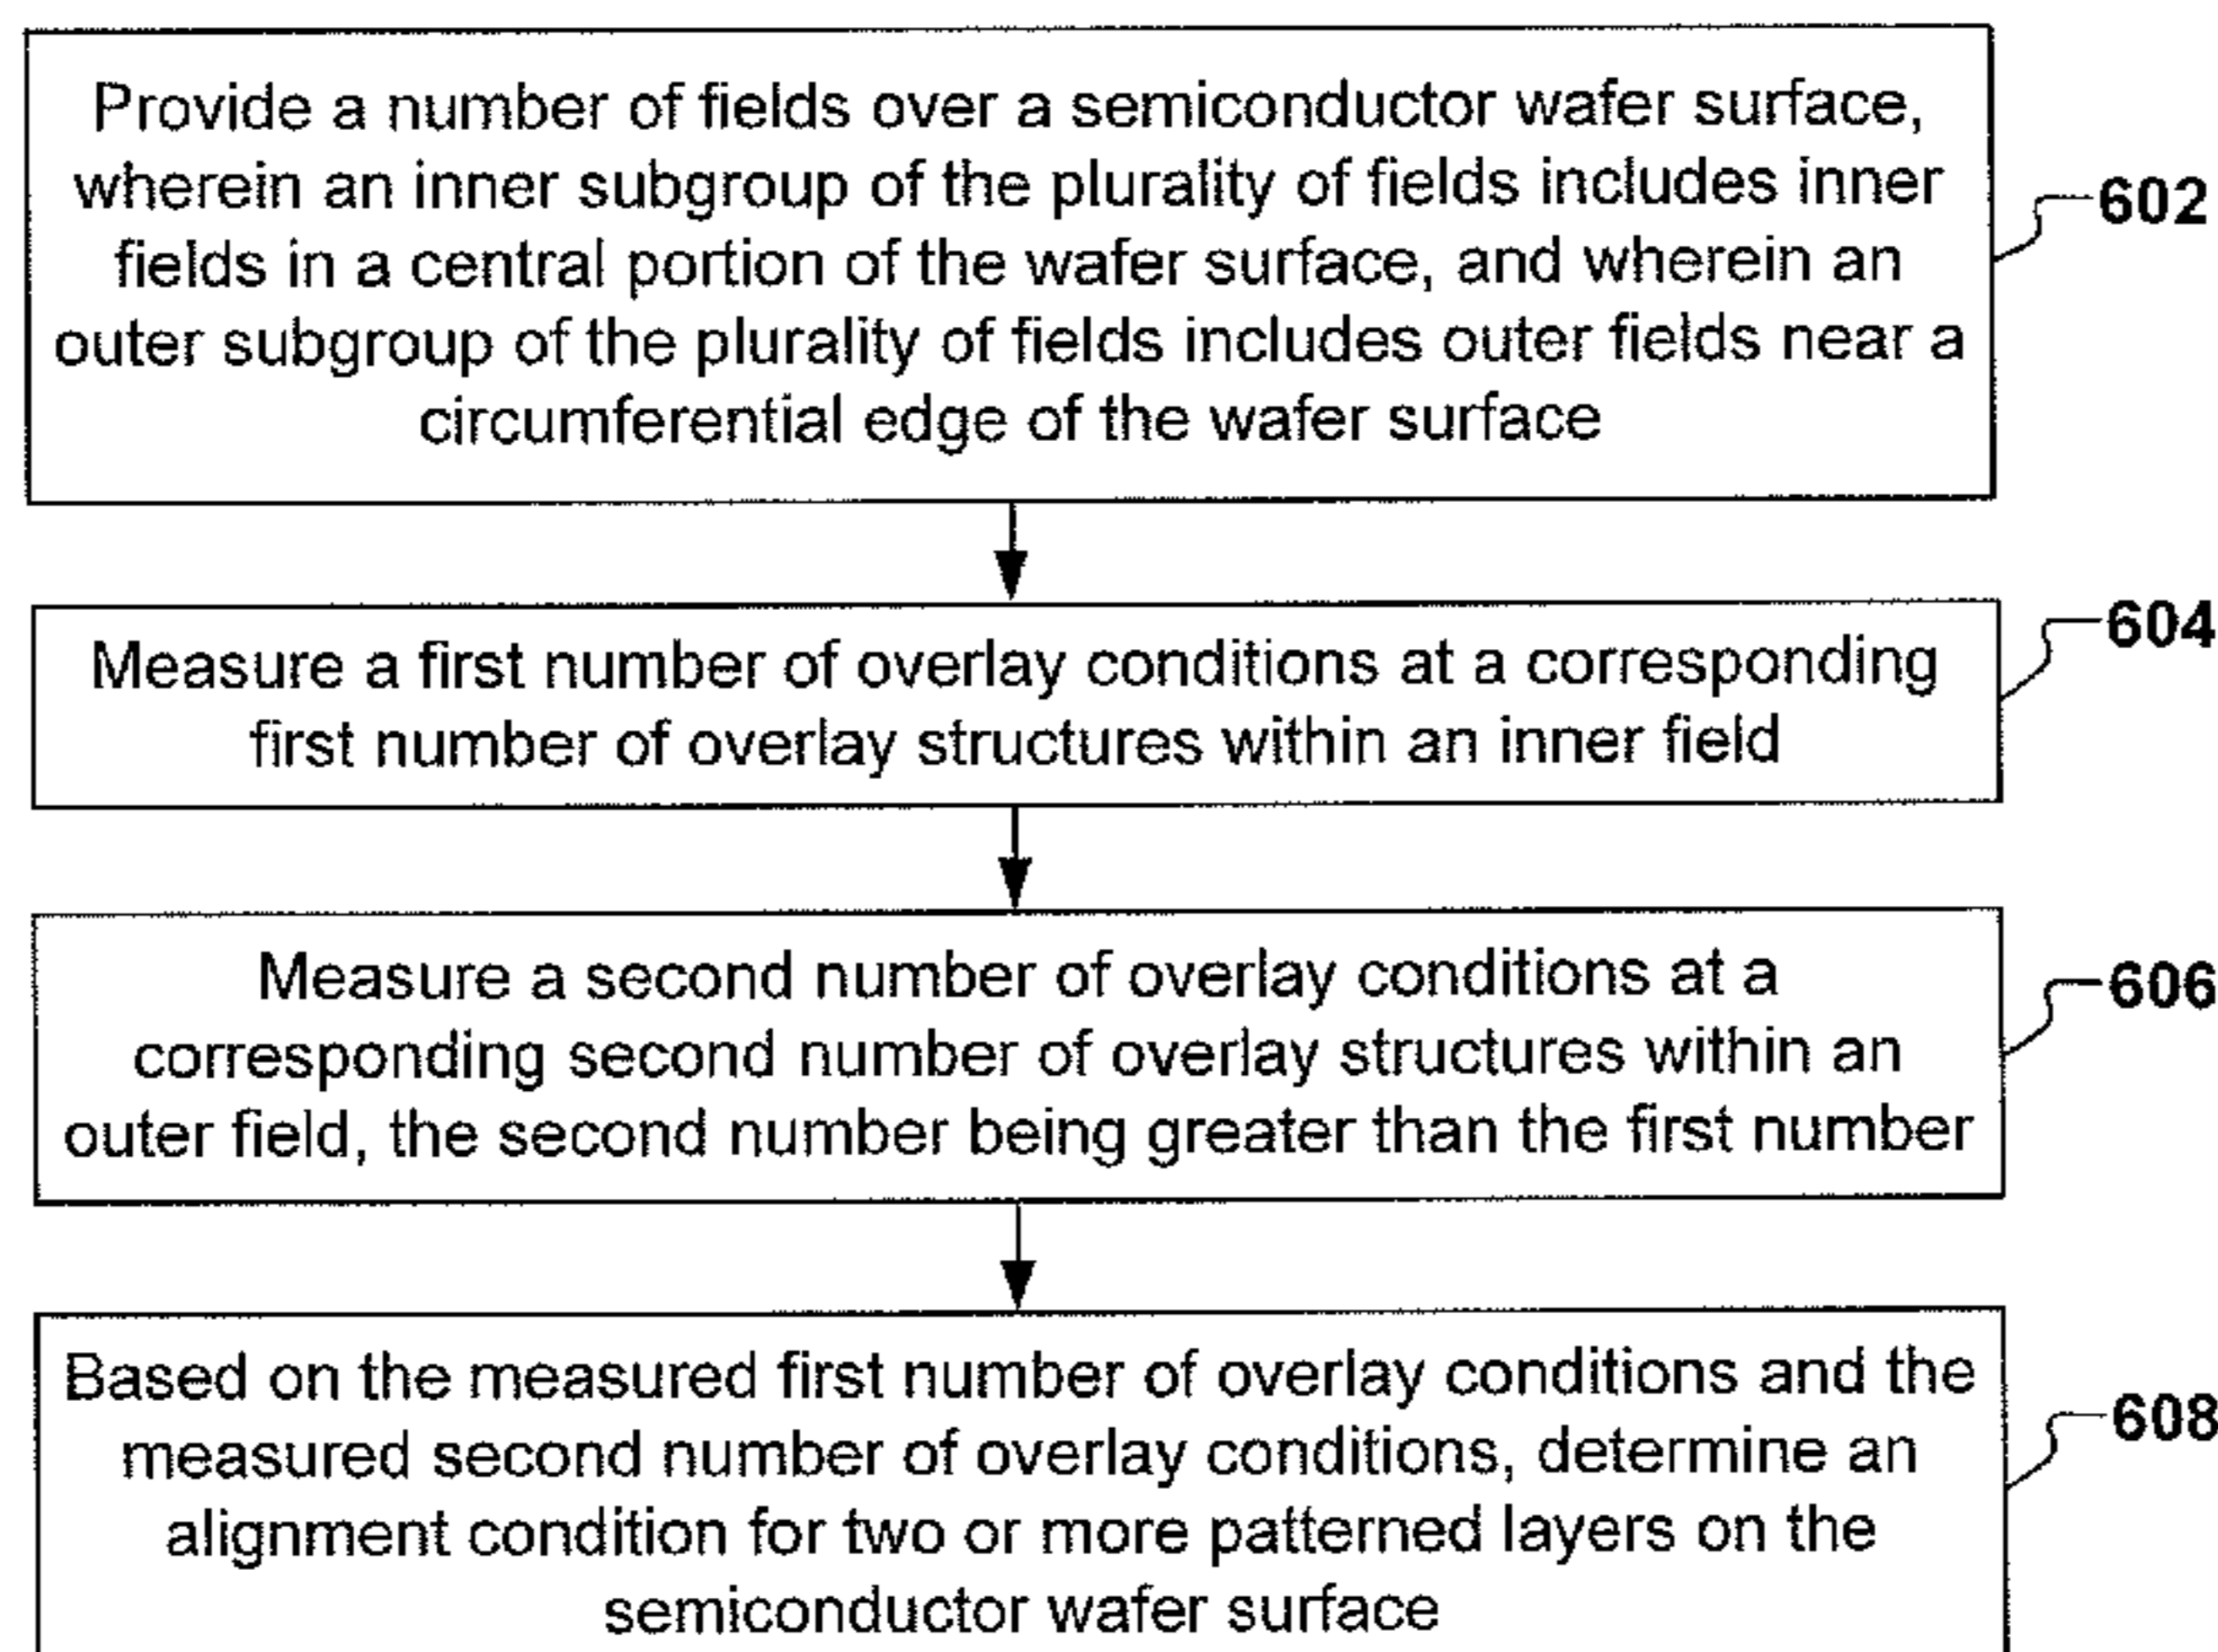 Provide a number of fields over a semiconductor wafer surface,
wherein an inner subgroup of the plurality of fields includes inner
fields in a central portion of the wafer surface, and wherein an
outer subgroup of the plurality of fields includes outer fields near a
circumferential edge of the wafer surface
602
Measure a first number of overlay conditions at a corresponding
first number of overlay structures within an inner field
604
Measure a second number of overlay conditions at a
corresponding second number of overlay structures within an
outer field, the second number being greater than the first number
606
Based on the measured first number of overlay conditions and the
measured second number of overlay conditions, determine an
alignment condition for two or more patterned layers on the
semiconductor wafer surface
608